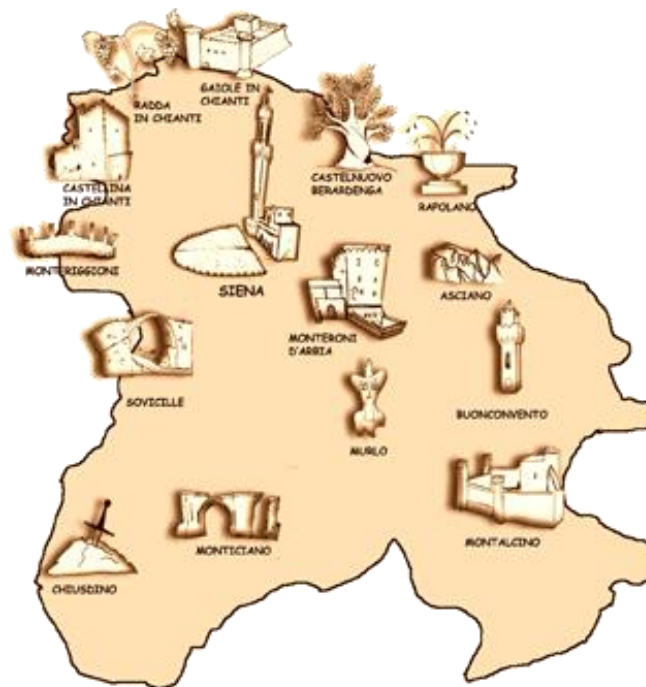 GAIOLE IN
CHIANTI
RADDA
IN CHIANTI
CASTELLINA
IN CHIANTI
CASTELNUOVO
BERARDENGA
RAPOLANO
MONTERIGGIONI
SIENA
ASCIANO
MONTERONI
D'ARBIA
SOVICILLE
BUONCONVENTO
MURLO
MONTALCINO
MONTICIANO
CHIUSDINO